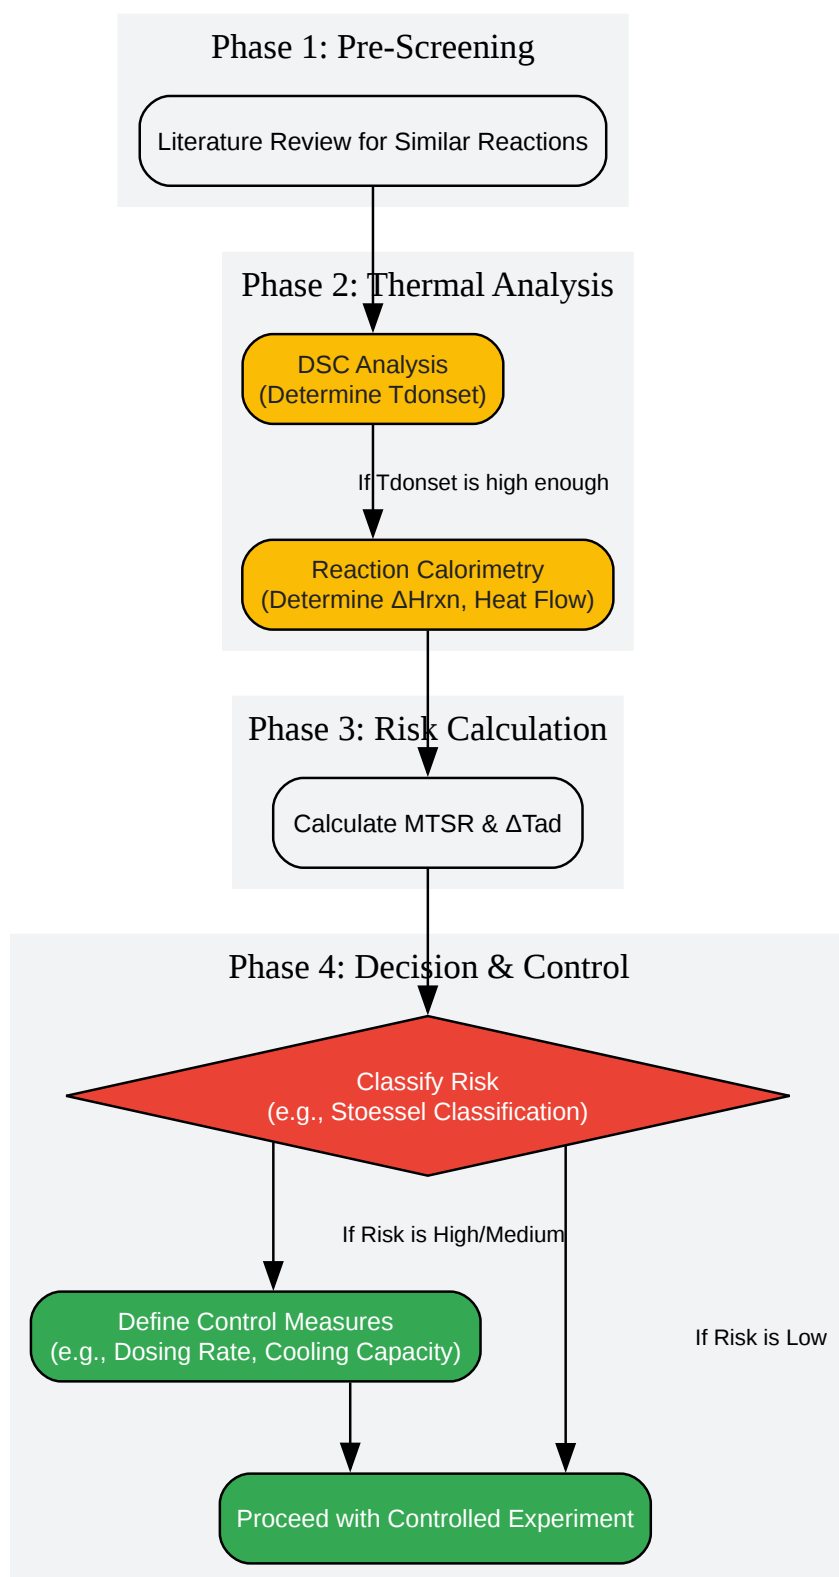 Phase 1: Pre-Screening
Literature Review for Similar Reactions
Phase 2: Thermal Analysis
DSC Analysis
(Determine Tdonset)
If Tdonset is high enough
Reaction Calorimetry
(Determine ΔHrxn, Heat Flow)
Phase 3: Risk Calculation
Calculate MTSR & ΔTad
Phase 4: Decision & Control
Classify Risk
(e.g., Stoessel Classification)
If Risk is High/Medium
Define Control Measures
(e.g., Dosing Rate, Cooling Capacity)
If Risk is Low
Proceed with Controlled Experiment